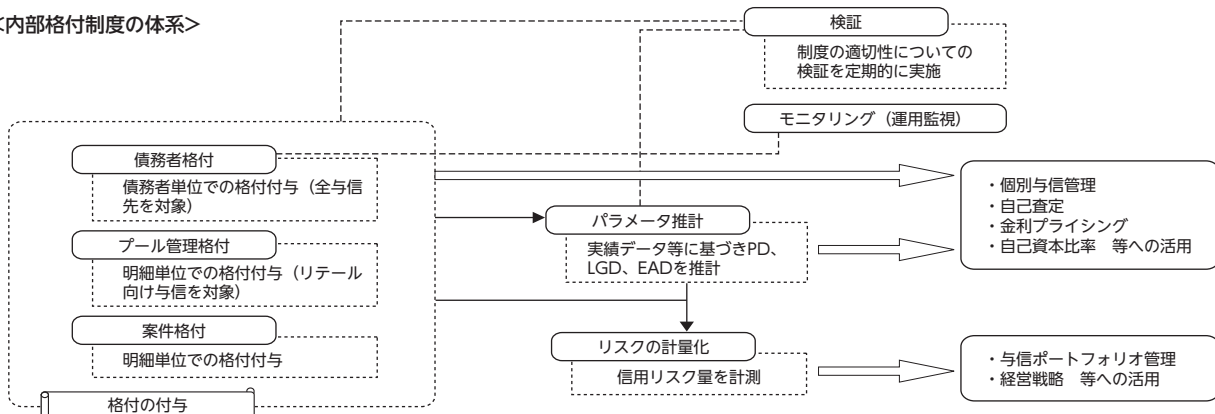 <内部格付制度の体系>
検証
制度の適切性についての
検証を定期的に実施
モニタリング（運用監視）
債務者格付
債務者単位での格付付与（全与信
先を対象）
プール管理格付
明細単位での格付付与（リテール
向け与信を対象）
案件格付
明細単位での格付付与
格付の付与
パラメータ推計
実績データ等に基づきPD、
LGD、EADを推計
リスクの計量化
信用リスク量を計測
・個別与信管理
・自己査定
・金利プライシング
・自己資本比率　等への活用
・与信ポートフォリオ管理
・経営戦略　等への活用